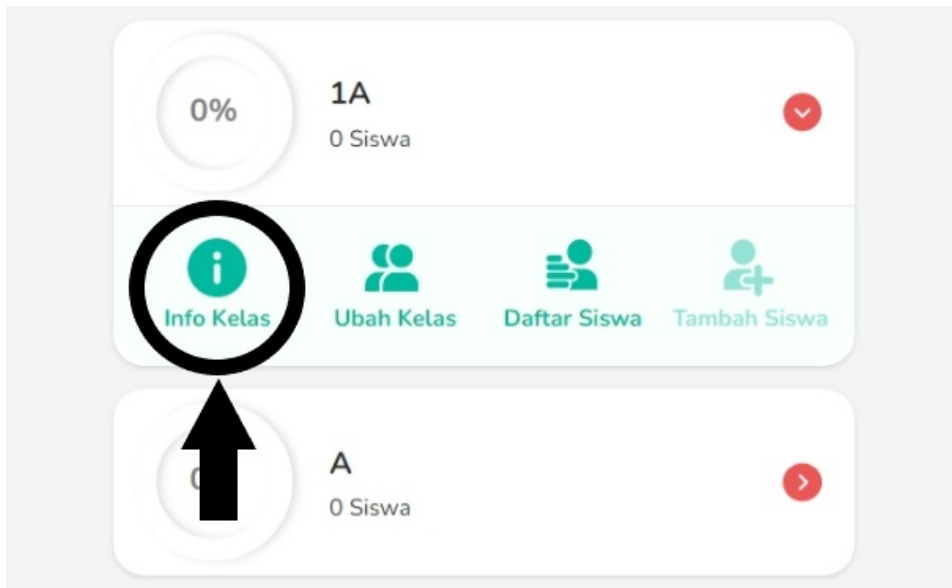 0%
1A
0 Siswa
Info Kelas
Ubah Kelas
Daftar Siswa
Tambah Siswa
A
0 Siswa